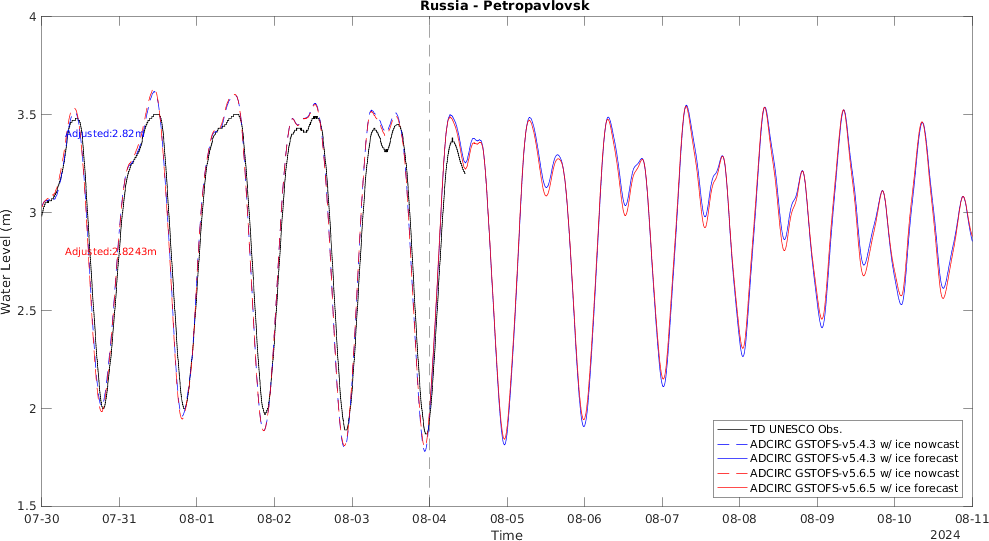 Russia - Petropavlovsk
4
3.5
3
2.5
2
1.5
Water Level (m)
Adjusted:2.82m
Adjusted:2.8243m
TD UNESCO Obs.
ADCIRC GSTOFS-v5.4.3 w/ ice nowcast
ADCIRC GSTOFS-v5.4.3 w/ ice forecast
ADCIRC GSTOFS-v5.6.5 w/ ice nowcast
ADCIRC GSTOFS-v5.6.5 w/ ice forecast
07-30 07-31 08-01 08-02 08-03 08-04 08-05 08-06 08-07 08-08 08-09 08-10 08-11
Time
2024